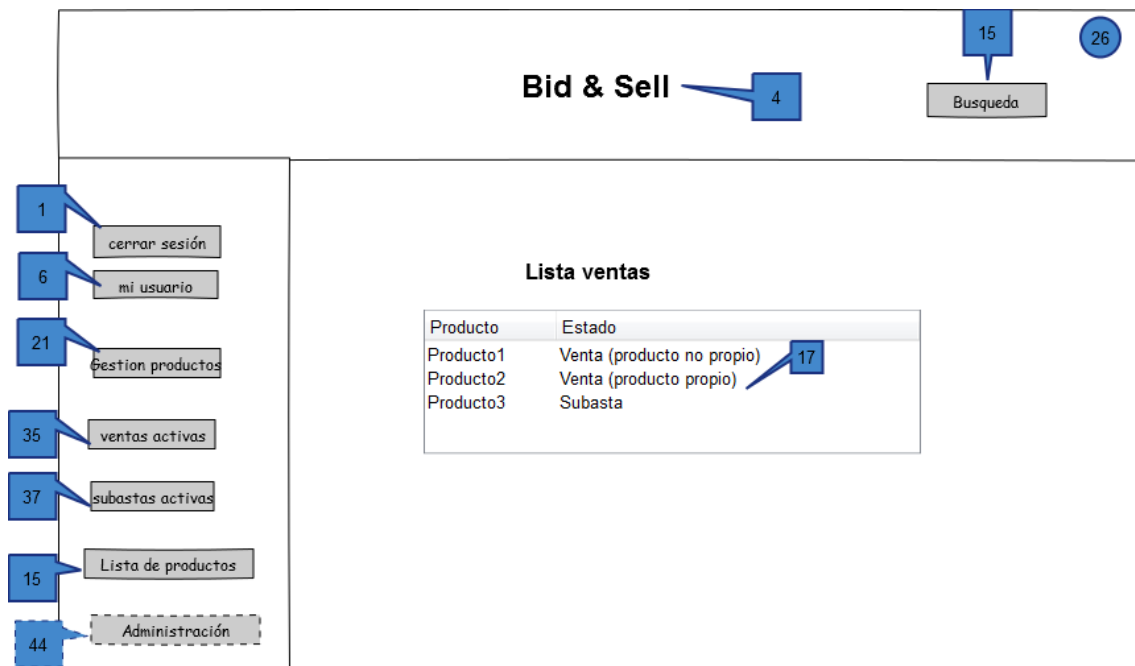 15
26
Bid & Sell
4
Busqueda
1
cerrar sesión
6
mi usuario
21
Gestion productos
35
ventas activas
37
subastas activas
15
Lista de productos
44
Administración
Lista ventas
Producto Estado
Producto1 Venta (producto no propio)
17
Producto2 Venta (producto propio)
Producto3 Subasta